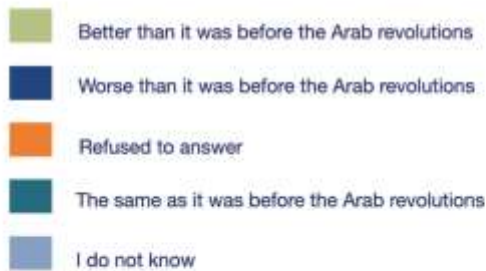 Better than it was before the Arab revolutions
Worse than it was before the Arab revolutions
Refused to answer
The same as it was before the Arab revolutions
I do not know